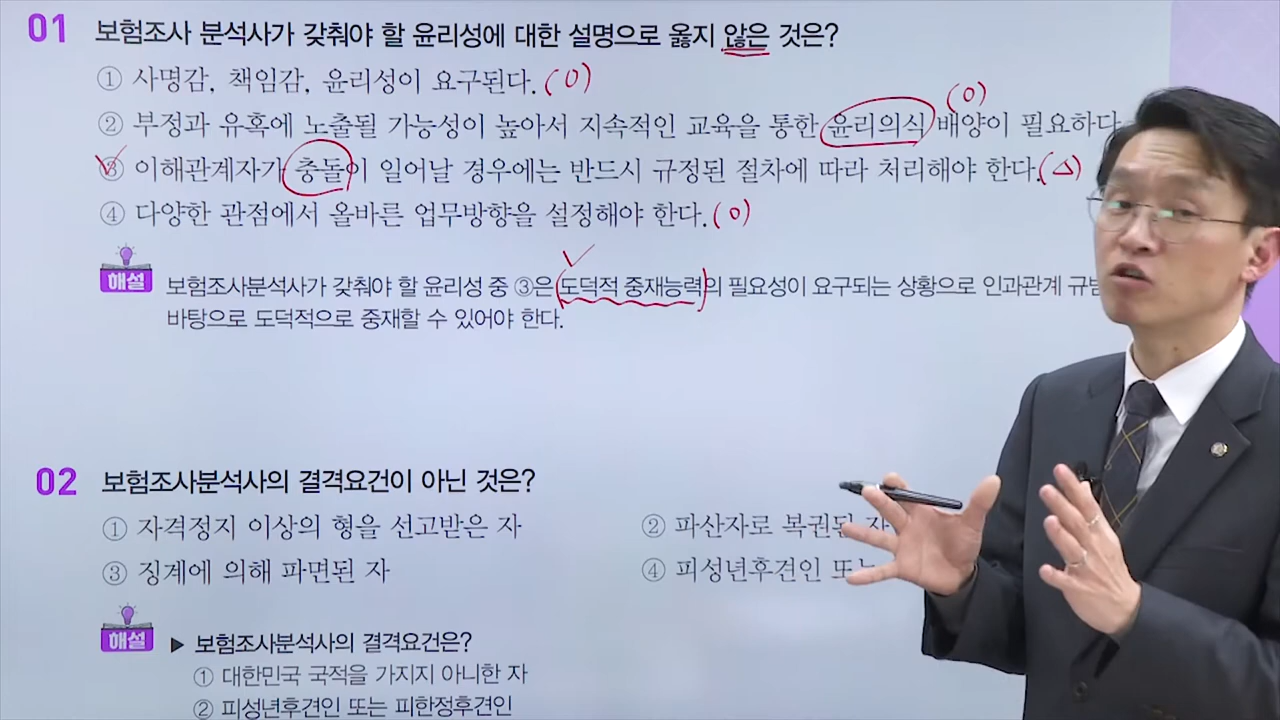 01 보험조사 분석사가 갖춰야 할 윤리성에 대한 설명으로 옳지 않은 것은?
① 사명감, 책임감, 윤리성이 요구된다. (O)
(O)
② 부정과 유혹에 노출될 가능성이 높아서 지속적인 교육을 통한 윤리의식 배양이 필요하다
③ 이해관계자가 충돌이 일어날 경우에는 반드시 규정된 절차에 따라 처리해야 한다. (△)
④ 다양한 관점에서 올바른 업무방향을 설정해야 한다. (O)
해설 보험조사분석사가 갖춰야 할 윤리성 중 ③은 (도덕적 중재능력)의 필요성이 요구되는 상황으로 인과관계
바탕으로 도덕적으로 중재할 수 있어야 한다.
02 보험조사분석사의 결격요건이 아닌 것은?
① 자격정지 이상의 형을 선고받은 자 ② 파산자로 복권된 자
③ 징계에 의해 파면된 자 ④ 피성년후견인 또는
해설 ▶ 보험조사분석사의 결격요건은?
① 대한민국 국적을 가지지 아니한 자
② 피성년후견인 또는 피한정후견인